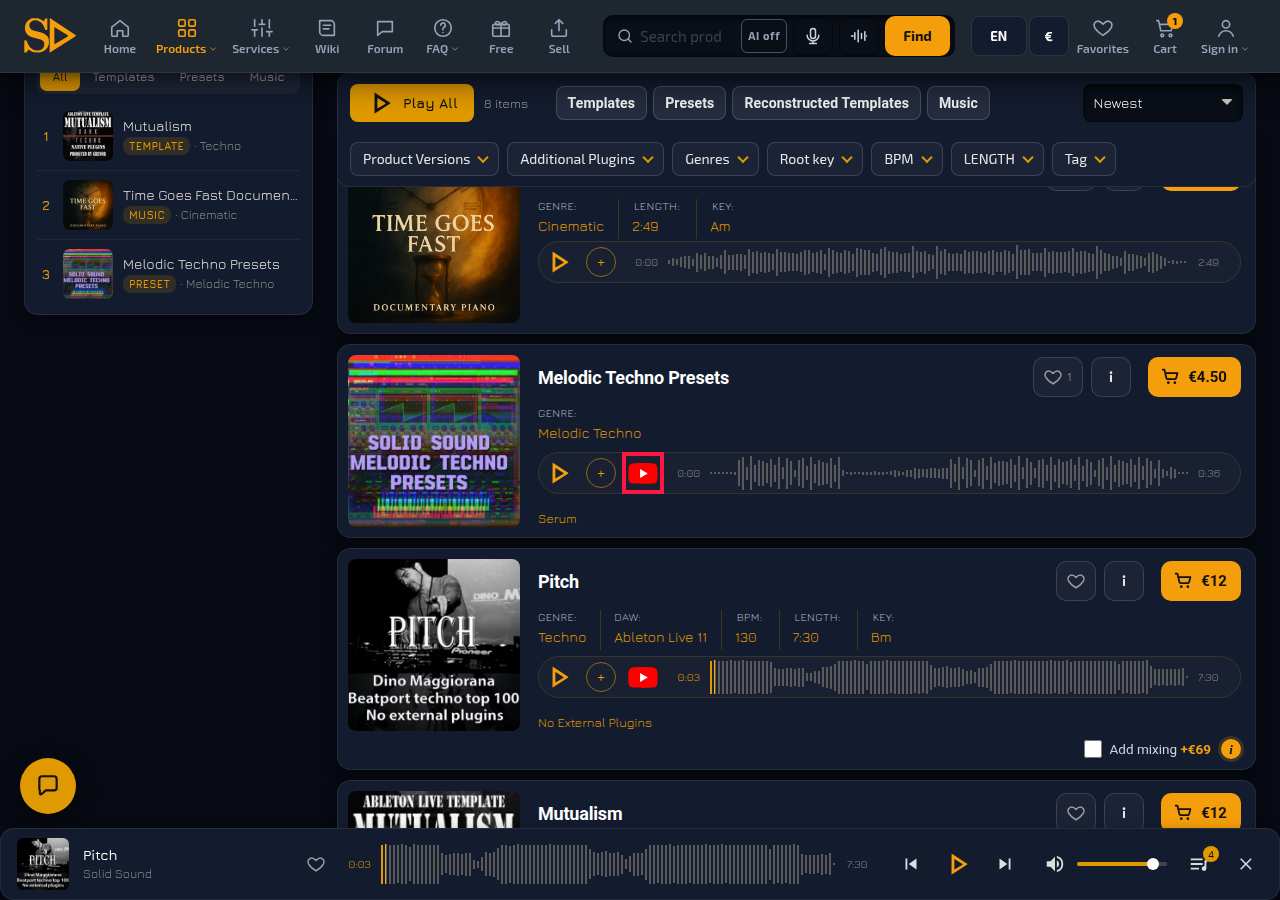 Home
Products
Services
Wiki
Forum
FAQ
Free
Sell
Search prod
AI off
Find
EN
€
Favorites
1
Cart
Sign in
All
Templates
Presets
Music
1
Mutualism
TEMPLATE · Techno
2
Time Goes Fast Documen...
MUSIC · Cinematic
3
Melodic Techno Presets
PRESET · Melodic Techno
Play All
8 items
Templates
Presets
Reconstructed Templates
Music
Newest
Product Versions
Additional Plugins
Genres
Root key
BPM
LENGTH
Tag
TIME GOES
FAST
DOCUMENTARY PIANO
GENRE:
Cinematic
LENGTH:
2:49
KEY:
Am
+
0:00
2:49
SOLID SOUND
MELODIC TECHNO
PRESETS
Melodic Techno Presets
1
i
€4.50
GENRE:
Melodic Techno
+
0:00
0:36
Serum
PITCH
Dino Maggiorana
Beatport techno top 100
No external plugins
Pitch
i
€12
GENRE:
Techno
DAW:
Ableton Live 11
BPM:
130
LENGTH:
7:30
KEY:
Bm
+
0:03
7:30
No External Plugins
Add mixing +€69
i
ABLETON LIVE TEMPLATE
MUTUALISM
Mutualism
i
€12
Pitch
Solid Sound
0:03
7:30
4